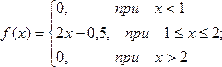 0, при x < 1
f(x) = { 2x − 0,5, при 1 ≤ x ≤ 2;
0, при x > 2